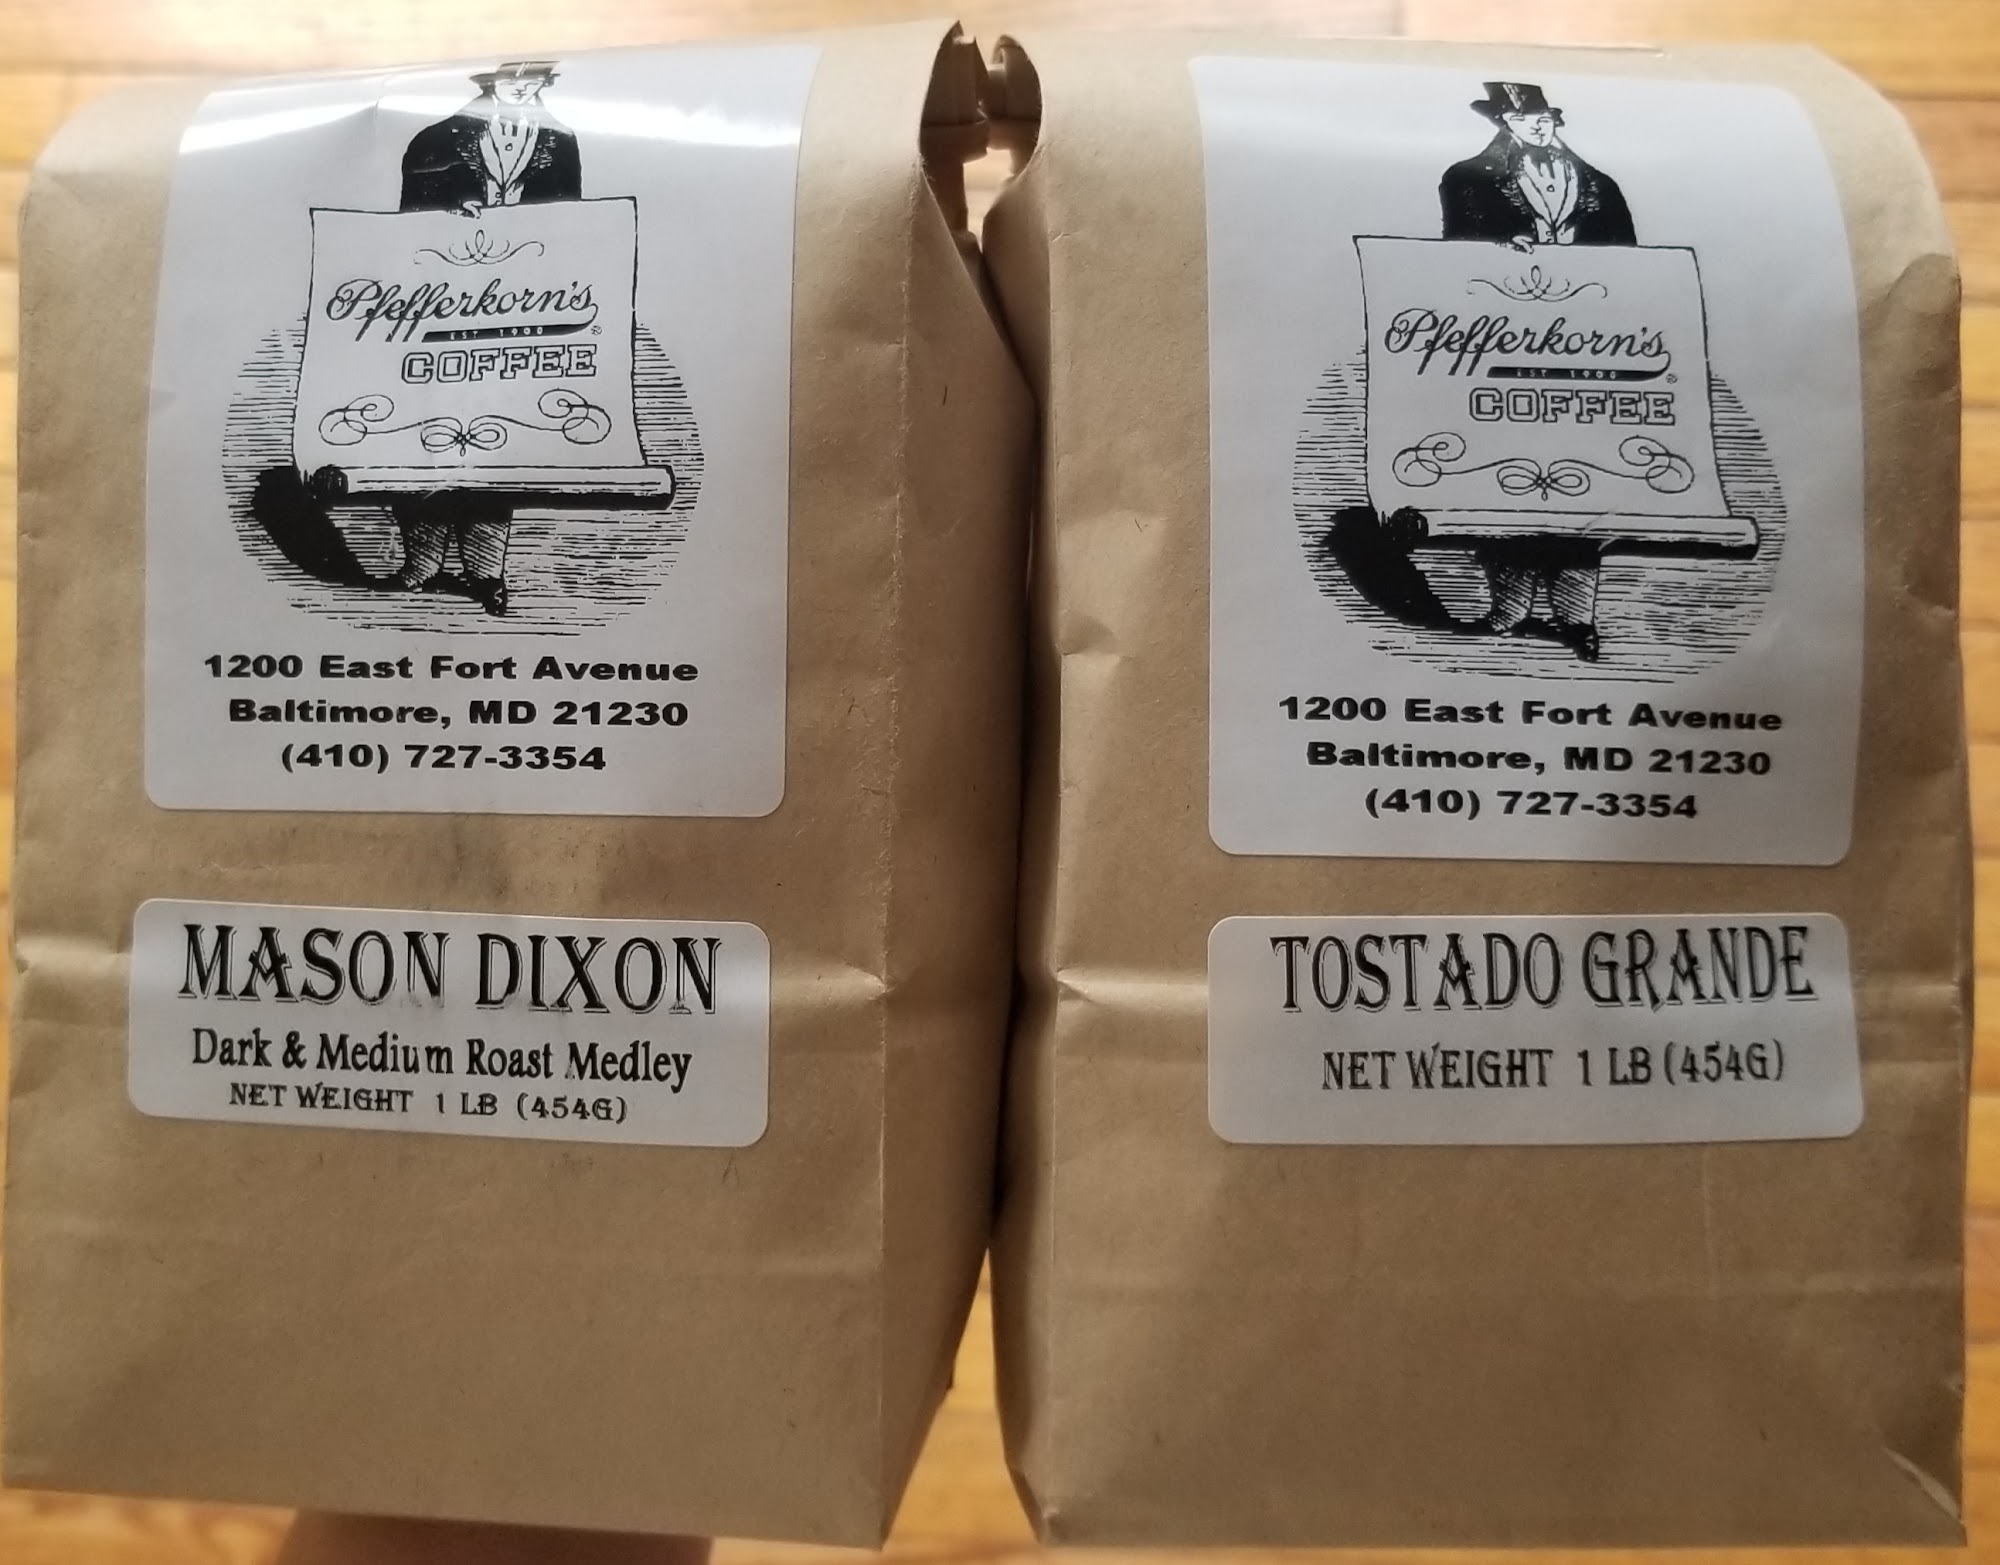 Pfefferkorn's
EST 1900
COFFEE
1200 East Fort Avenue
Baltimore, MD 21230
(410) 727-3354
MASON DIXON
Dark & Medium Roast Medley
NET WEIGHT 1 LB (454G)
Pfefferkorn's
EST 1900
COFFEE
1200 East Fort Avenue
Baltimore, MD 21230
(410) 727-3354
TOSTADO GRANDE
NET WEIGHT 1 LB (454G)